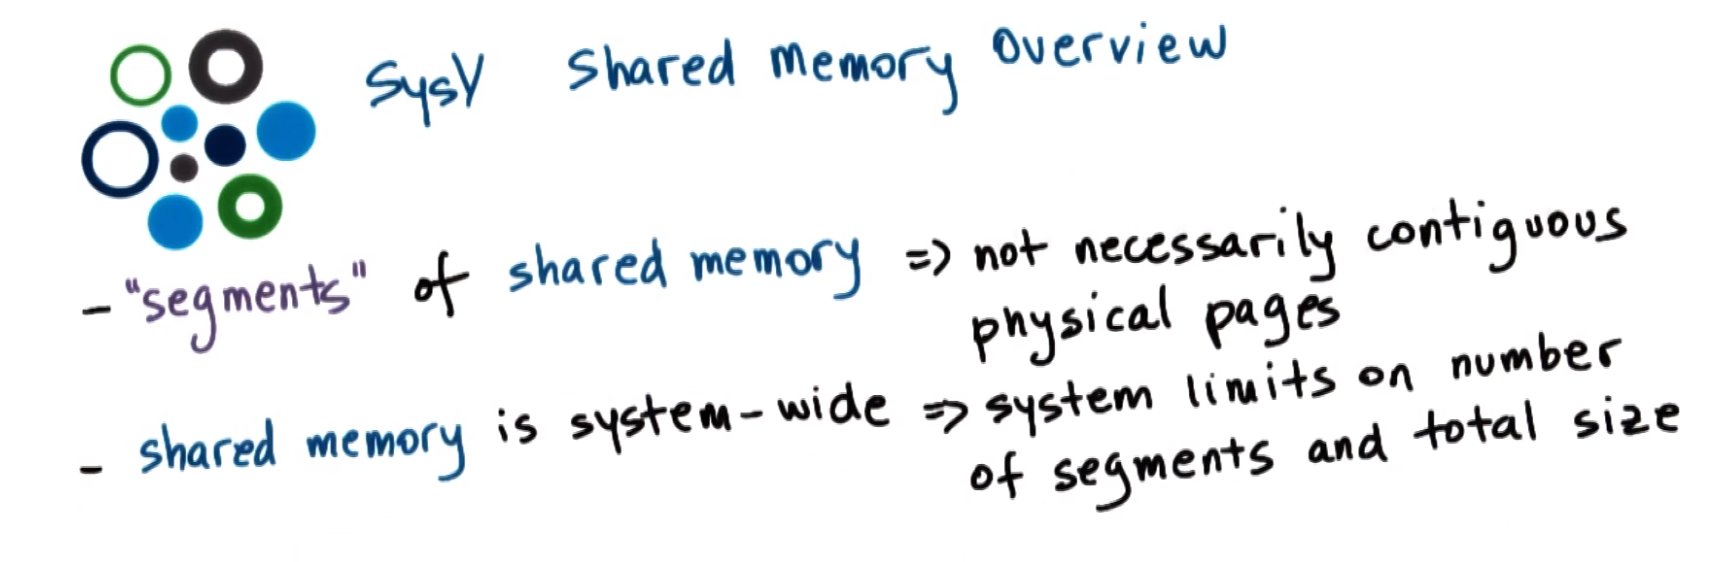 SysV shared memory overview
- "segments" of shared memory => not necessarily contiguous
physical pages
- shared memory is system-wide => system limits on number
of segments and total size